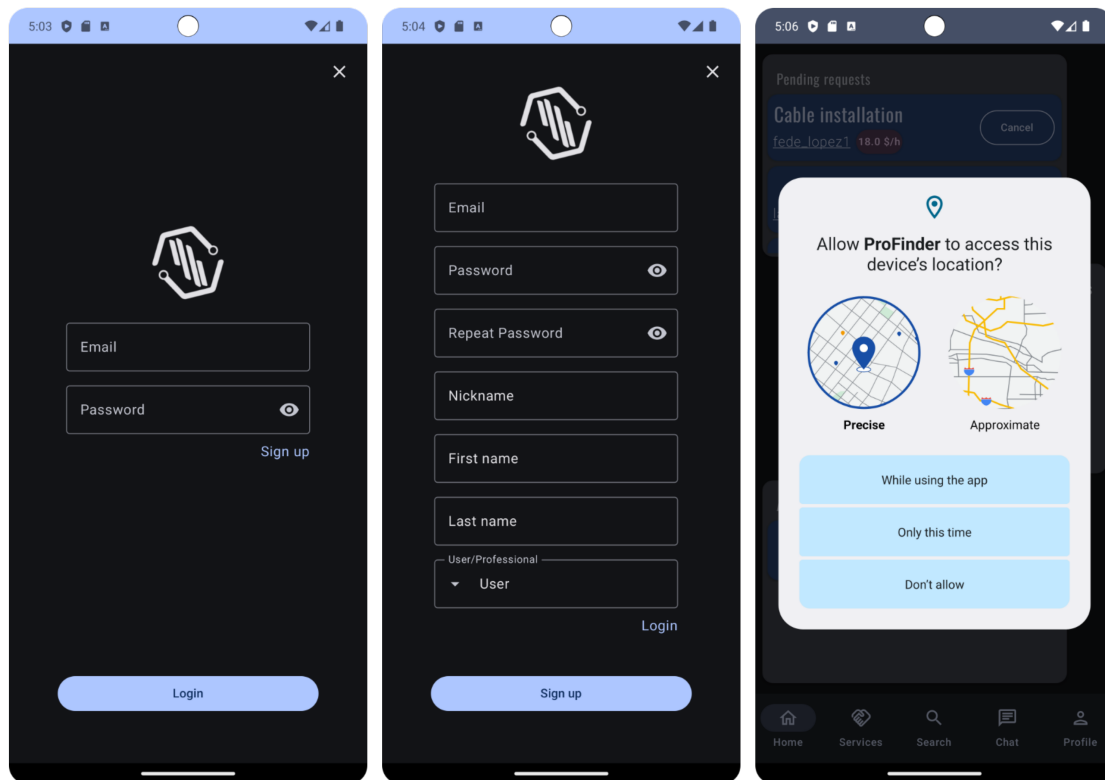 5:03
Email
Password
Sign up
Login
5:04
Email
Password
Repeat Password
Nickname
First name
Last name
User/Professional
User
Login
Sign up
5:06
Pending requests
Cable installation
Cancel
fede_lopez1 18.0 $/h
Allow ProFinder to access this
device's location?
Precise
Approximate
While using the app
Only this time
Don't allow
Home
Services
Search
Chat
Profile